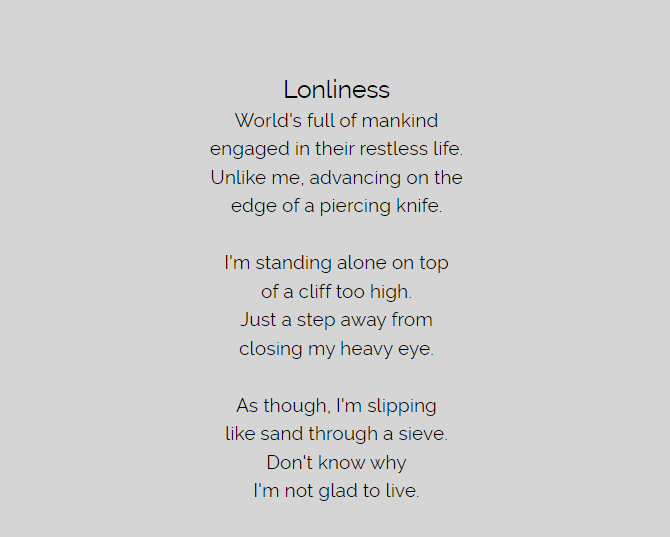 Lonliness
World's full of mankind
engaged in their restless life.
Unlike me, advancing on the
edge of a piercing knife.
I'm standing alone on top
of a cliff too high.
Just a step away from
closing my heavy eye.
As though, I'm slipping
like sand through a sieve.
Don't know why
I'm not glad to live.